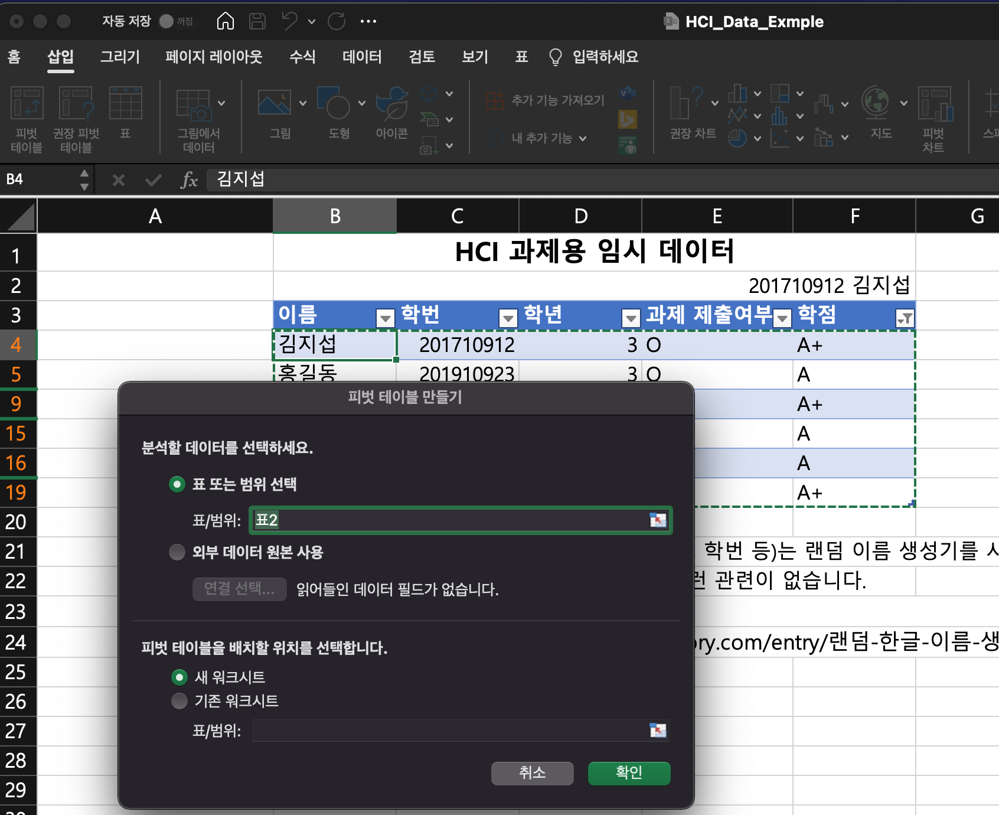 자동 저장 꺼짐 HCI_Data_Exmple
홈 삽입 그리기 페이지 레이아웃 수식 데이터 검토 보기 표 입력하세요
피벗 테이블
권장 피벗 테이블
표
그림에서 데이터
그림
도형
아이콘
추가 기능 가져오기
내 추가 기능
권장 차트
지도
피벗 차트
B4 fx 김지섭
A B C D E F G
1 HCI 과제용 임시 데이터
2 201710912 김지섭
3 이름 학번 학년 과제 제출여부 학점
4 김지섭 201710912 3 O A+
5 홍길동 201910923 3 O A
9 A+
15 A
16 A
19 A+
20
21 학번 등)는 랜덤 이름 생성기를
22 관련이 없습니다.
23
24 ory.com/entry/랜덤-한글-이름-생
25
26
27
28
29
피벗 테이블 만들기
분석할 데이터를 선택하세요.
표 또는 범위 선택
표/범위: 표2
외부 데이터 원본 사용
연결 선택... 읽어들인 데이터 필드가 없습니다.
피벗 테이블을 배치할 위치를 선택합니다.
새 워크시트
기존 워크시트
표/범위:
취소 확인